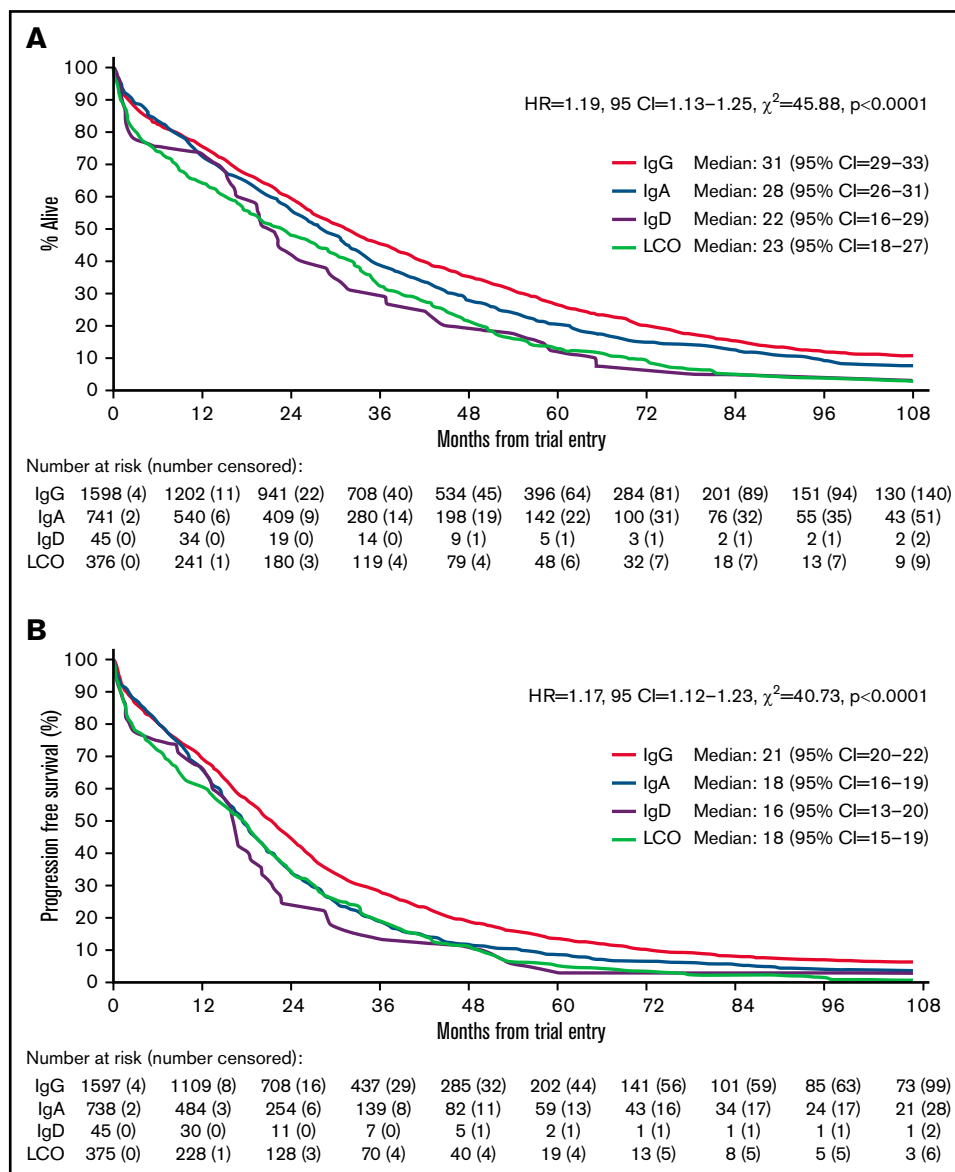 A
100
90
80
70
60
50
40
30
20
10
0
% Alive
HR=1.19, 95 CI=1.13–1.25, χ²=45.88, p<0.0001
IgG Median: 31 (95% CI=29–33)
IgA Median: 28 (95% CI=26–31)
IgD Median: 22 (95% CI=16–29)
LCO Median: 23 (95% CI=18–27)
0 12 24 36 48 60 72 84 96 108
Months from trial entry
Number at risk (number censored):
IgG 1598 (4) 1202 (11) 941 (22) 708 (40) 534 (45) 396 (64) 284 (81) 201 (89) 151 (94) 130 (140)
IgA 741 (2) 540 (6) 409 (9) 280 (14) 198 (19) 142 (22) 100 (31) 76 (32) 55 (35) 43 (51)
IgD 45 (0) 34 (0) 19 (0) 14 (0) 9 (1) 5 (1) 3 (1) 2 (1) 2 (1) 2 (2)
LCO 376 (0) 241 (1) 180 (3) 119 (4) 79 (4) 48 (6) 32 (7) 18 (7) 13 (7) 9 (9)
B
100
90
80
70
60
50
40
30
20
10
0
Progression free survival (%)
HR=1.17, 95 CI=1.12–1.23, χ²=40.73, p<0.0001
IgG Median: 21 (95% CI=20–22)
IgA Median: 18 (95% CI=16–19)
IgD Median: 16 (95% CI=13–20)
LCO Median: 18 (95% CI=15–19)
0 12 24 36 48 60 72 84 96 108
Months from trial entry
Number at risk (number censored):
IgG 1597 (4) 1109 (8) 708 (16) 437 (29) 285 (32) 202 (44) 141 (56) 101 (59) 85 (63) 73 (99)
IgA 738 (2) 484 (3) 254 (6) 139 (8) 82 (11) 59 (13) 43 (16) 34 (17) 24 (17) 21 (28)
IgD 45 (0) 30 (0) 11 (0) 7 (0) 5 (1) 2 (1) 1 (1) 1 (1) 1 (1) 1 (2)
LCO 375 (0) 228 (1) 128 (3) 70 (4) 40 (4) 19 (4) 13 (5) 8 (5) 5 (5) 3 (6)